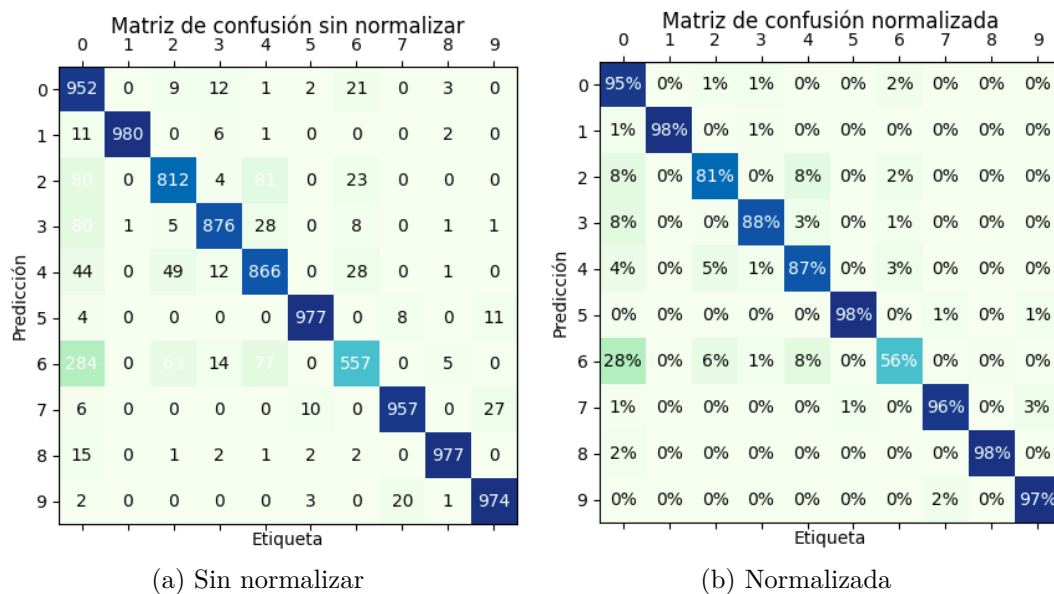 Matriz de confusión sin normalizar
0 1 2 3 4 5 6 7 8 9
0 952 0 9 12 1 2 21 0 3 0
1 11 980 0 6 1 0 0 0 2 0
2 80 0 812 4 81 0 23 0 0 0
3 80 1 5 876 28 0 8 0 1 1
4 44 0 49 12 866 0 28 0 1 0
5 4 0 0 0 0 977 0 8 0 11
6 284 0 63 14 77 0 557 0 5 0
7 6 0 0 0 0 10 0 957 0 27
8 15 0 1 2 1 2 2 0 977 0
9 2 0 0 0 0 3 0 20 1 974
Predicción
Etiqueta
(a) Sin normalizar
Matriz de confusión normalizada
0 1 2 3 4 5 6 7 8 9
0 95% 0% 1% 1% 0% 0% 2% 0% 0% 0%
1 1% 98% 0% 1% 0% 0% 0% 0% 0% 0%
2 8% 0% 81% 0% 8% 0% 2% 0% 0% 0%
3 8% 0% 0% 88% 3% 0% 1% 0% 0% 0%
4 4% 0% 5% 1% 87% 0% 3% 0% 0% 0%
5 0% 0% 0% 0% 0% 98% 0% 1% 0% 1%
6 28% 0% 6% 1% 8% 0% 56% 0% 0% 0%
7 1% 0% 0% 0% 0% 1% 0% 96% 0% 3%
8 2% 0% 0% 0% 0% 0% 0% 0% 98% 0%
9 0% 0% 0% 0% 0% 0% 0% 2% 0% 97%
Predicción
Etiqueta
(b) Normalizada